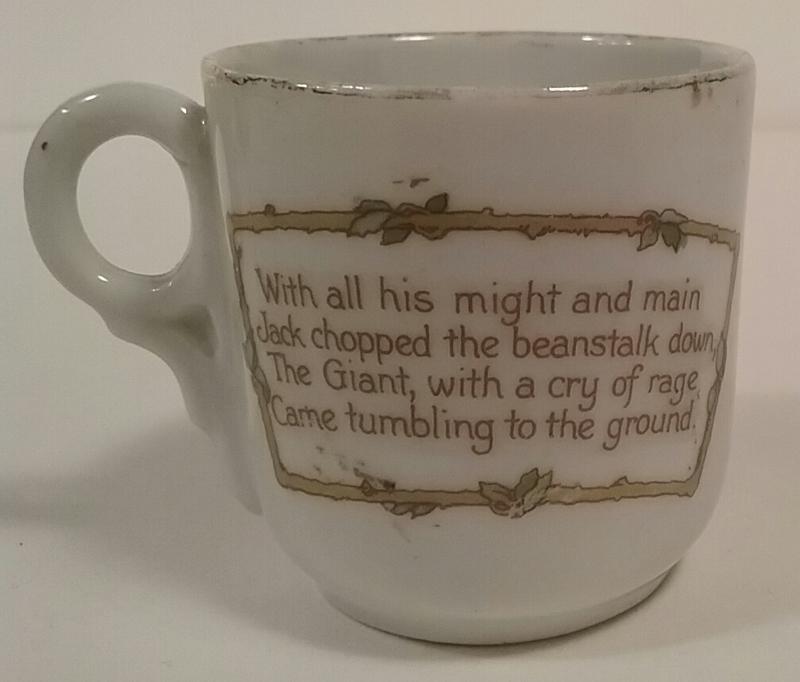 With all his might and main
Jack chopped the beanstalk down,
The Giant, with a cry of rage
Came tumbling to the ground.